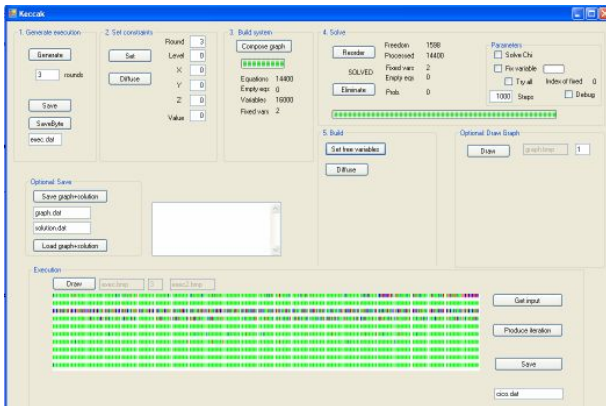 Keccak
1. Generate execution
Generate
3 rounds
Save
SaveByte
exec.dat
2. Set constraints
Set
Diffuse
Round 3
Level 0
X 0
Y 0
Z 0
Value 0
3. Build system
Compose graph
Equations 14400
Empty eqs 0
Variables 16000
Fixed vars 2
4. Solve
Reorder
SOLVED
Eliminate
Freedom 1598
Processed 14400
Fixed vars 2
Empty eqs 0
Prols 0
Parameters
Solve Chi
Fix variable
Try all Index of fixed 0
1000 Steps Debug
5. Build
Set free variables
Diffuse
Optional: Draw Graph
Draw graph.tmp 1
Optional: Save
Save graph+solution
graph.dat
solution.dat
Load graph+solution
Execution
Draw exec.tmp 3 exec2.tmp
Get input
Produce iteration
Save
cico.dat